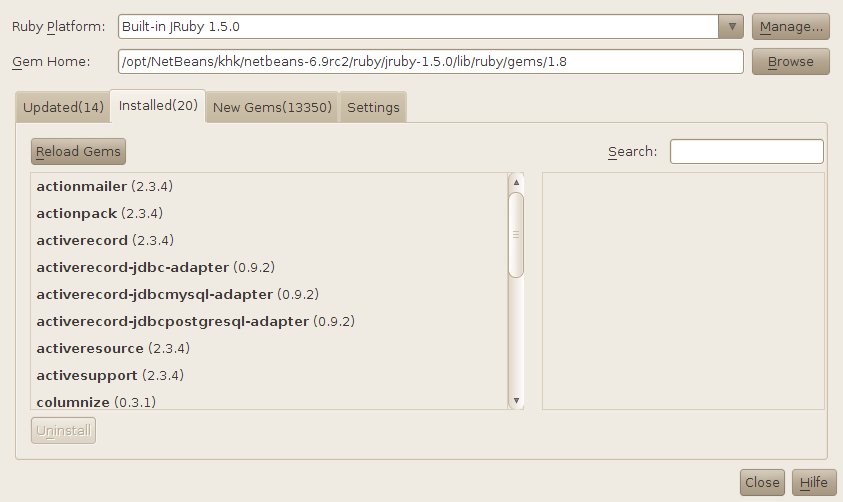 Ruby Platform: Built-in JRuby 1.5.0 Manage...
Gem Home: /opt/NetBeans/khk/netbeans-6.9rc2/ruby/jruby-1.5.0/lib/ruby/gems/1.8 Browse
Updated(14) Installed(20) New Gems(13350) Settings
Reload Gems Search:
actionmailer (2.3.4)
actionpack (2.3.4)
activerecord (2.3.4)
activerecord-jdbc-adapter (0.9.2)
activerecord-jdbcmysql-adapter (0.9.2)
activerecord-jdbcpostgresql-adapter (0.9.2)
activeresource (2.3.4)
activesupport (2.3.4)
columnize (0.3.1)
Uninstall
Close Hilfe